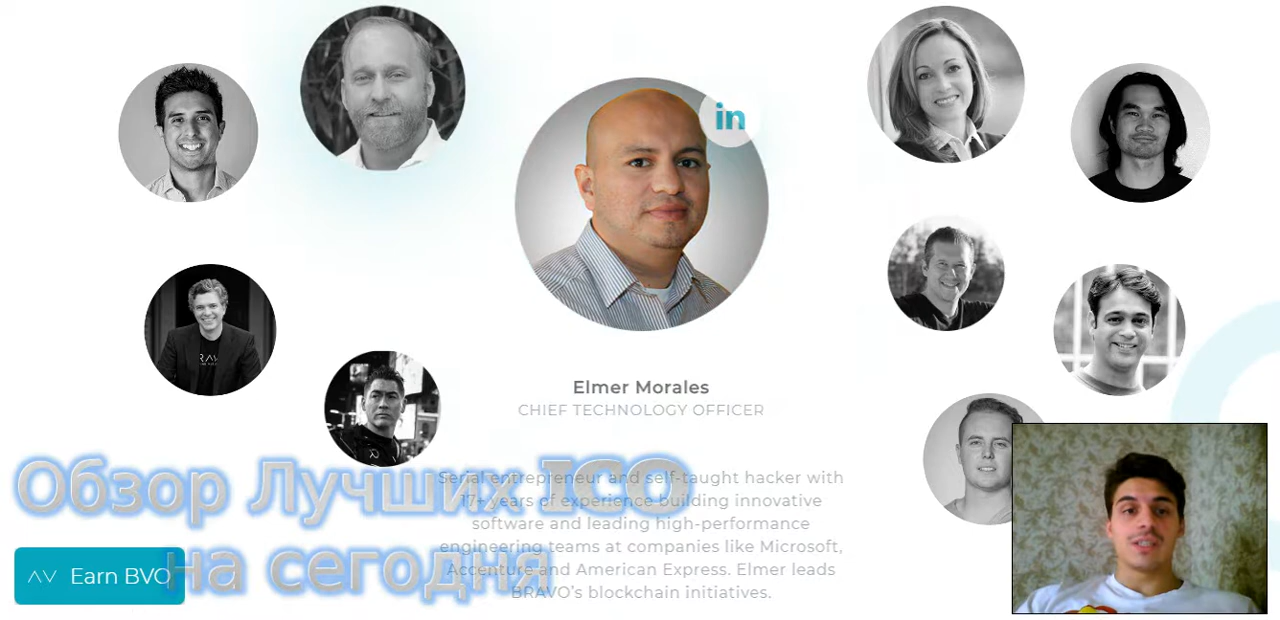 in
Elmer Morales
CHIEF TECHNOLOGY OFFICER
Serial entrepreneur and self-taught hacker with
17+ years of experience building innovative
software and leading high-performance
engineering teams at companies like Microsoft,
Accenture and American Express. Elmer leads
BRAVO's blockchain initiatives.
Обзор Лучших ICO
на сегодня
Earn BVO